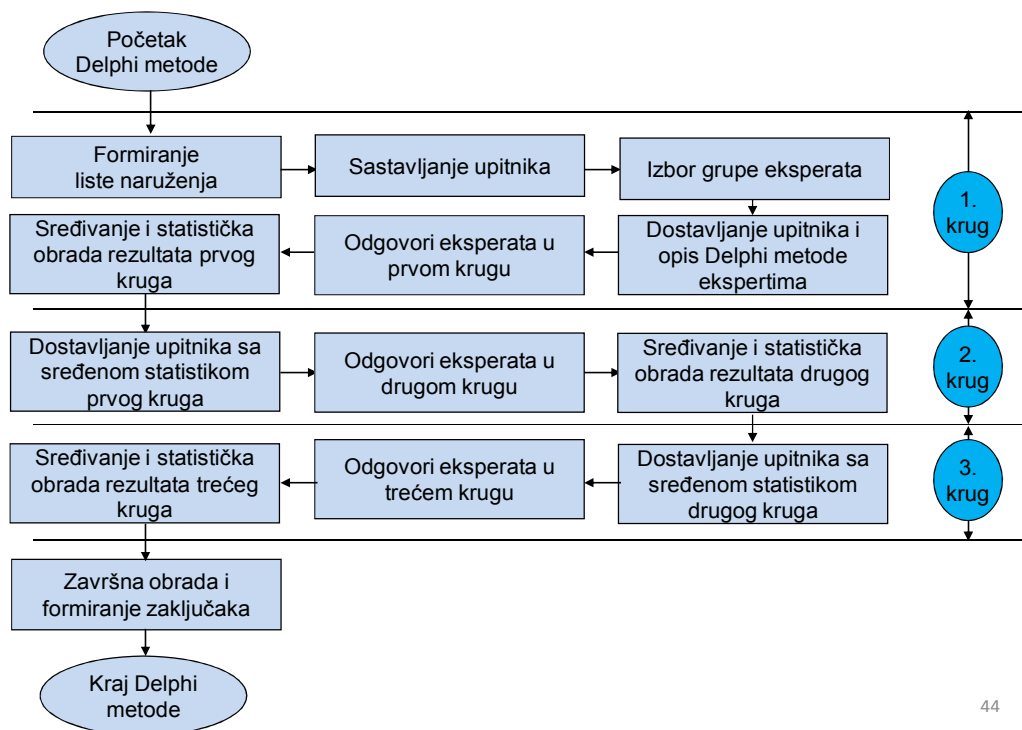 Početak
Delphi metode
Formiranje
liste naruženja
Sastavljanje upitnika
Izbor grupe eksperata
1.
krug
Sređivanje i statistička
obrada rezultata prvog
kruga
Odgovori eksperata u
prvom krugu
Dostavljanje upitnika i
opis Delphi metode
ekspertima
Dostavljanje upitnika sa
sređenom statistikom
prvog kruga
Odgovori eksperata u
drugom krugu
Sređivanje i statistička
obrada rezultata drugog
kruga
2.
krug
Sređivanje i statistička
obrada rezultata trećeg
kruga
Odgovori eksperata u
trećem krugu
Dostavljanje upitnika sa
sređenom statistikom
drugog kruga
3.
krug
Završna obrada i
formiranje zaključaka
Kraj Delphi
metode
44